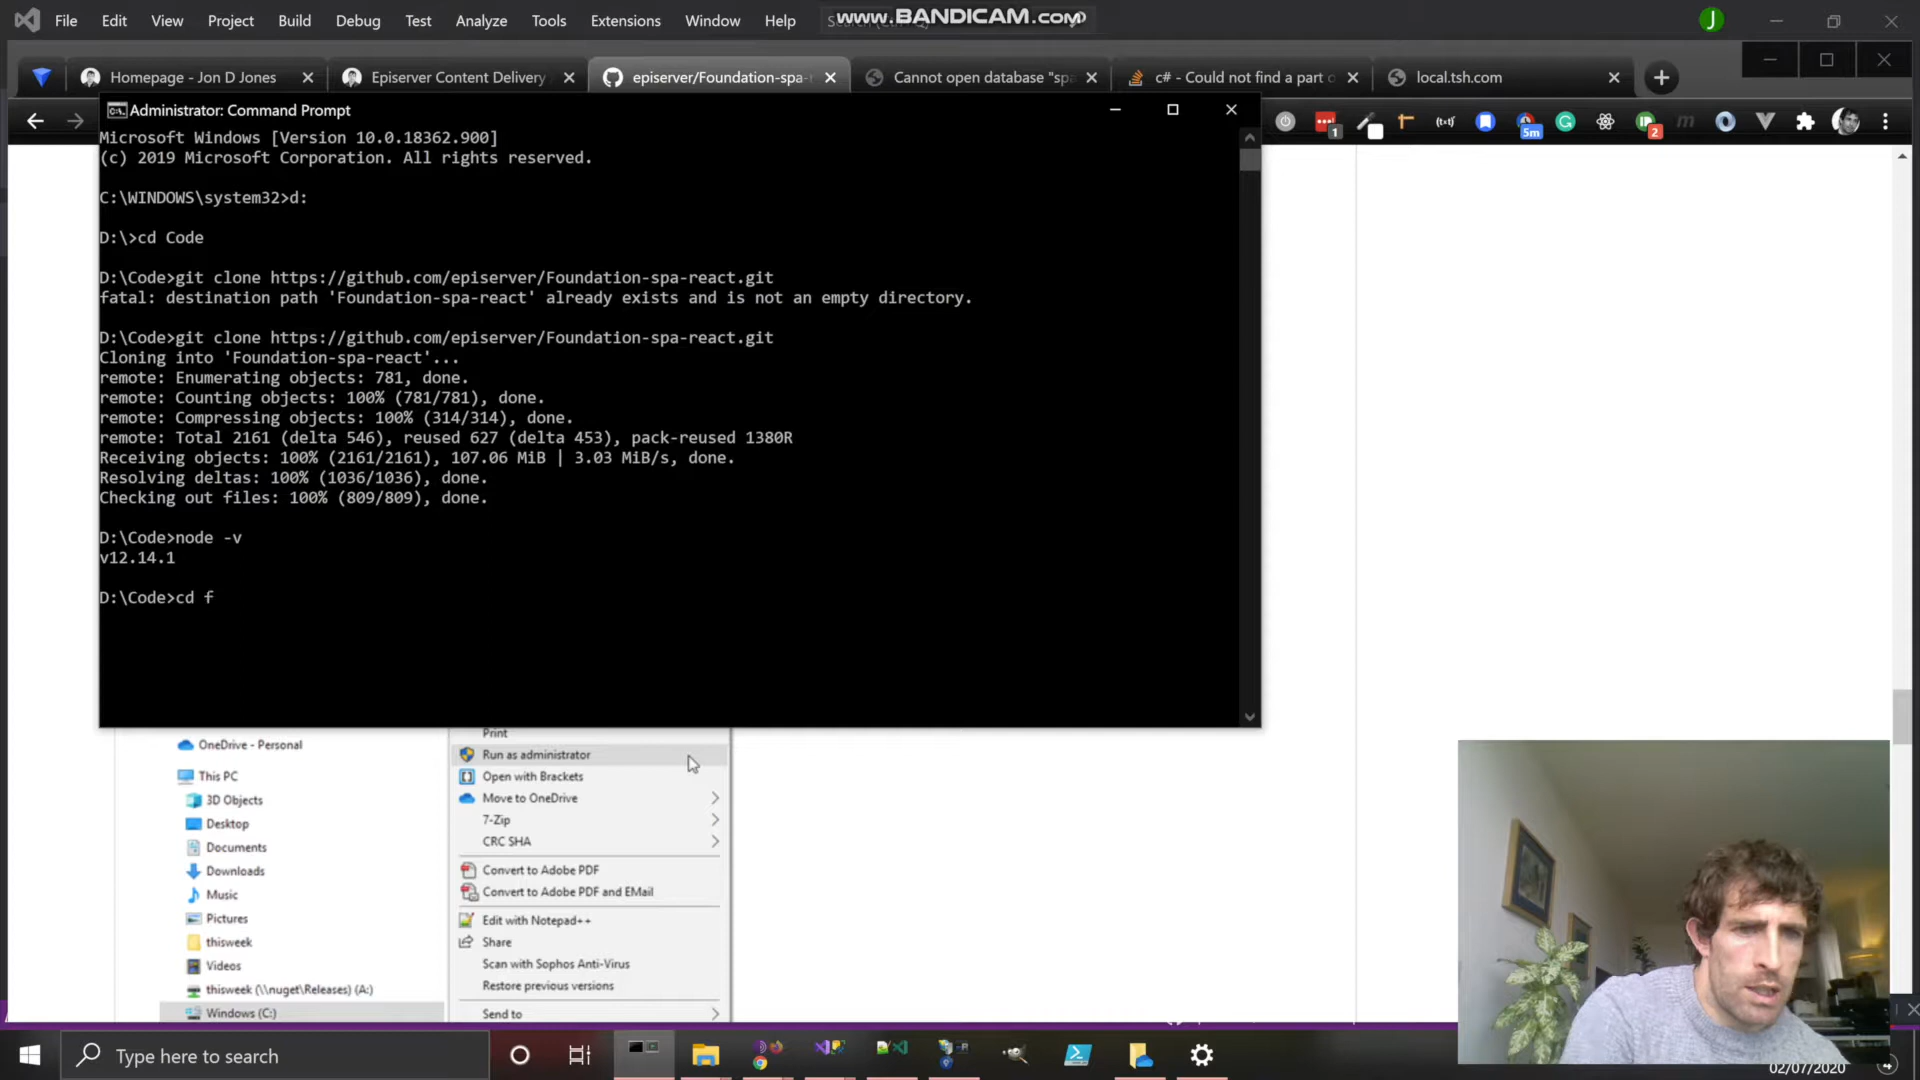 File Edit View Project Build Debug Test Analyze Tools Extensions Window Help
www.BANDICAM.com
J
Homepage - Jon D Jones
Episerver Content Delivery
episerver/Foundation-spa-
Cannot open database "spa
c# - Could not find a part o
local.tsh.com
Administrator: Command Prompt
1
5m
2
Microsoft Windows [Version 10.0.18362.900]
(c) 2019 Microsoft Corporation. All rights reserved.
C:\WINDOWS\system32>d:
D:\>cd Code
D:\Code>git clone https://github.com/episerver/Foundation-spa-react.git
fatal: destination path 'Foundation-spa-react' already exists and is not an empty directory.
D:\Code>git clone https://github.com/episerver/Foundation-spa-react.git
Cloning into 'Foundation-spa-react'...
remote: Enumerating objects: 781, done.
remote: Counting objects: 100% (781/781), done.
remote: Compressing objects: 100% (314/314), done.
remote: Total 2161 (delta 546), reused 627 (delta 453), pack-reused 1380R
Receiving objects: 100% (2161/2161), 107.06 MiB | 3.03 MiB/s, done.
Resolving deltas: 100% (1036/1036), done.
Checking out files: 100% (809/809), done.
D:\Code>node -v
v12.14.1
D:\Code>cd f
OneDrive - Personal
This PC
3D Objects
Desktop
Documents
Downloads
Music
Pictures
thisweek
Videos
thisweek (\\nuget\Releases) (A:)
Windows (C:)
Print
Run as administrator
Open with Brackets
Move to OneDrive
7-Zip
CRC SHA
Convert to Adobe PDF
Convert to Adobe PDF and EMail
Edit with Notepad++
Share
Scan with Sophos Anti-Virus
Restore previous versions
Send to
Type here to search
02/07/2020
4